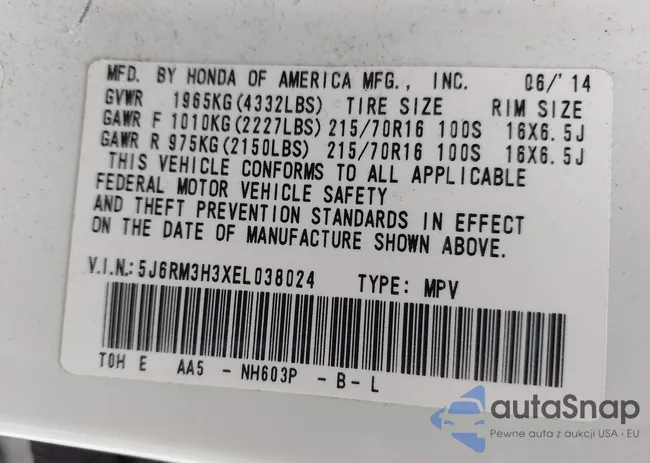 MFD. BY HONDA OF AMERICA MFG., INC. 06/'14
GVWR 1965KG(4332LBS) TIRE SIZE RIM SIZE
GAWR F 1010KG(2227LBS) 215/70R16 100S 16X6.5J
GAWR R 975KG(2150LBS) 215/70R16 100S 16X6.5J
THIS VEHICLE CONFORMS TO ALL APPLICABLE
FEDERAL MOTOR VEHICLE SAFETY
AND THEFT PREVENTION STANDARDS IN EFFECT
ON THE DATE OF MANUFACTURE SHOWN ABOVE.
V.I.N.: 5J6RM3H3XEL038024 TYPE: MPV
TOH E AA5 - NH603P - B - L
autaSnap
Pewne auta z aukcji USA i EU